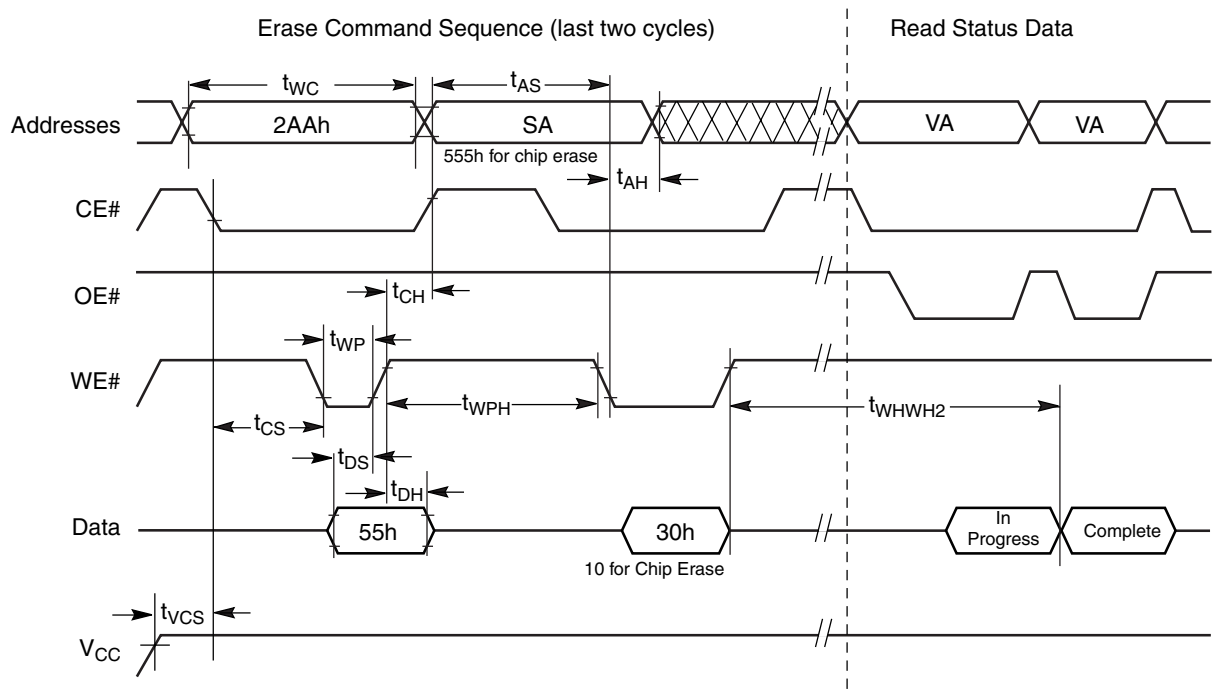 Erase Command Sequence (last two cycles)
Read Status Data
tWC
tAS
Addresses
2AAh
SA
VA
VA
555h for chip erase
tAH
CE#
OE#
tCH
tWP
WE#
tWPH
tWHWH2
tCS
tDS
tDH
Data
55h
30h
In
Progress
Complete
10 for Chip Erase
tVCS
VCC